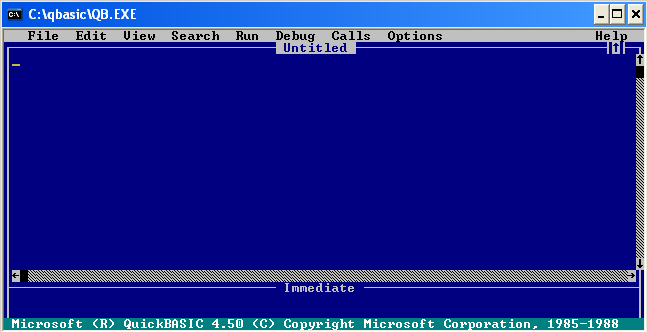 C:\qbasic\QB.EXE
File Edit View Search Run Debug Calls Options Help
Untitled
Immediate
Microsoft (R) QuickBASIC 4.50 (C) Copyright Microsoft Corporation, 1985-1988